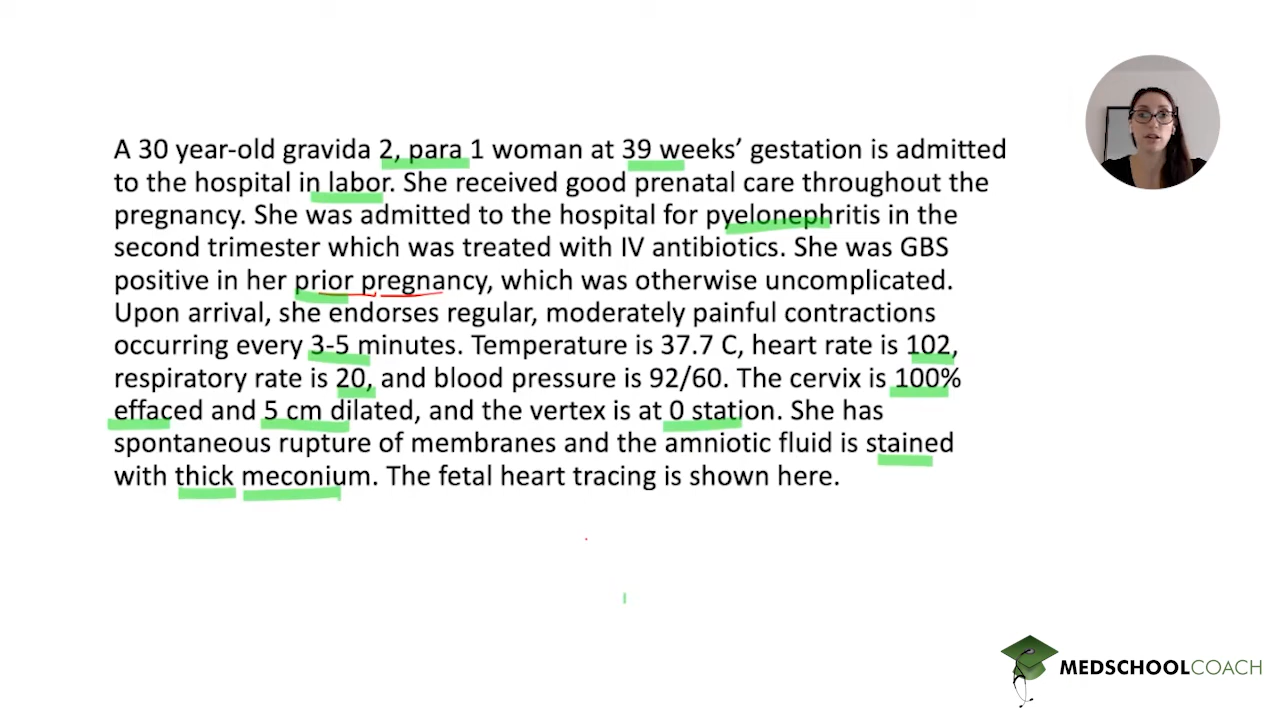 A 30 year-old gravida 2, para 1 woman at 39 weeks’ gestation is admitted
to the hospital in labor. She received good prenatal care throughout the
pregnancy. She was admitted to the hospital for pyelonephritis in the
second trimester which was treated with IV antibiotics. She was GBS
positive in her prior pregnancy, which was otherwise uncomplicated.
Upon arrival, she endorses regular, moderately painful contractions
occurring every 3-5 minutes. Temperature is 37.7 C, heart rate is 102,
respiratory rate is 20, and blood pressure is 92/60. The cervix is 100%
effaced and 5 cm dilated, and the vertex is at 0 station. She has
spontaneous rupture of membranes and the amniotic fluid is stained
with thick meconium. The fetal heart tracing is shown here.
MEDSCHOOLCOACH